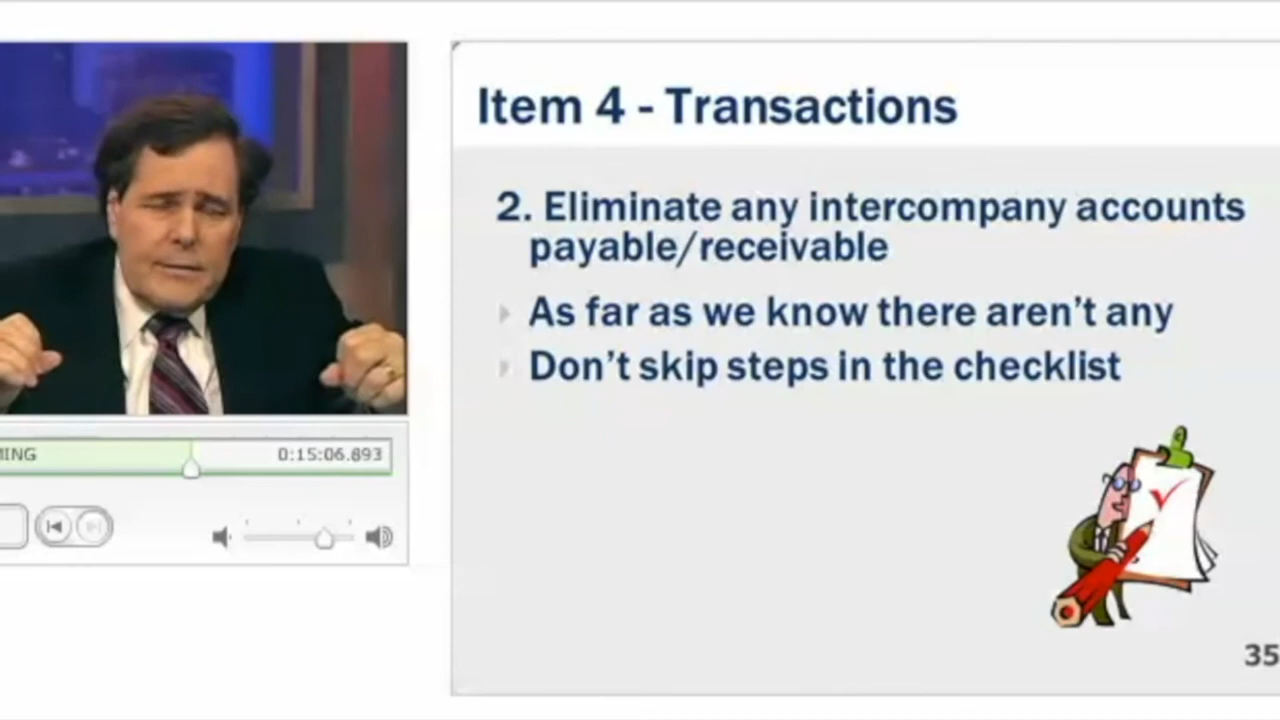 Item 4 - Transactions
2. Eliminate any intercompany accounts
payable/receivable
As far as we know there aren't any
Don't skip steps in the checklist
MING
0:15:06.893
35